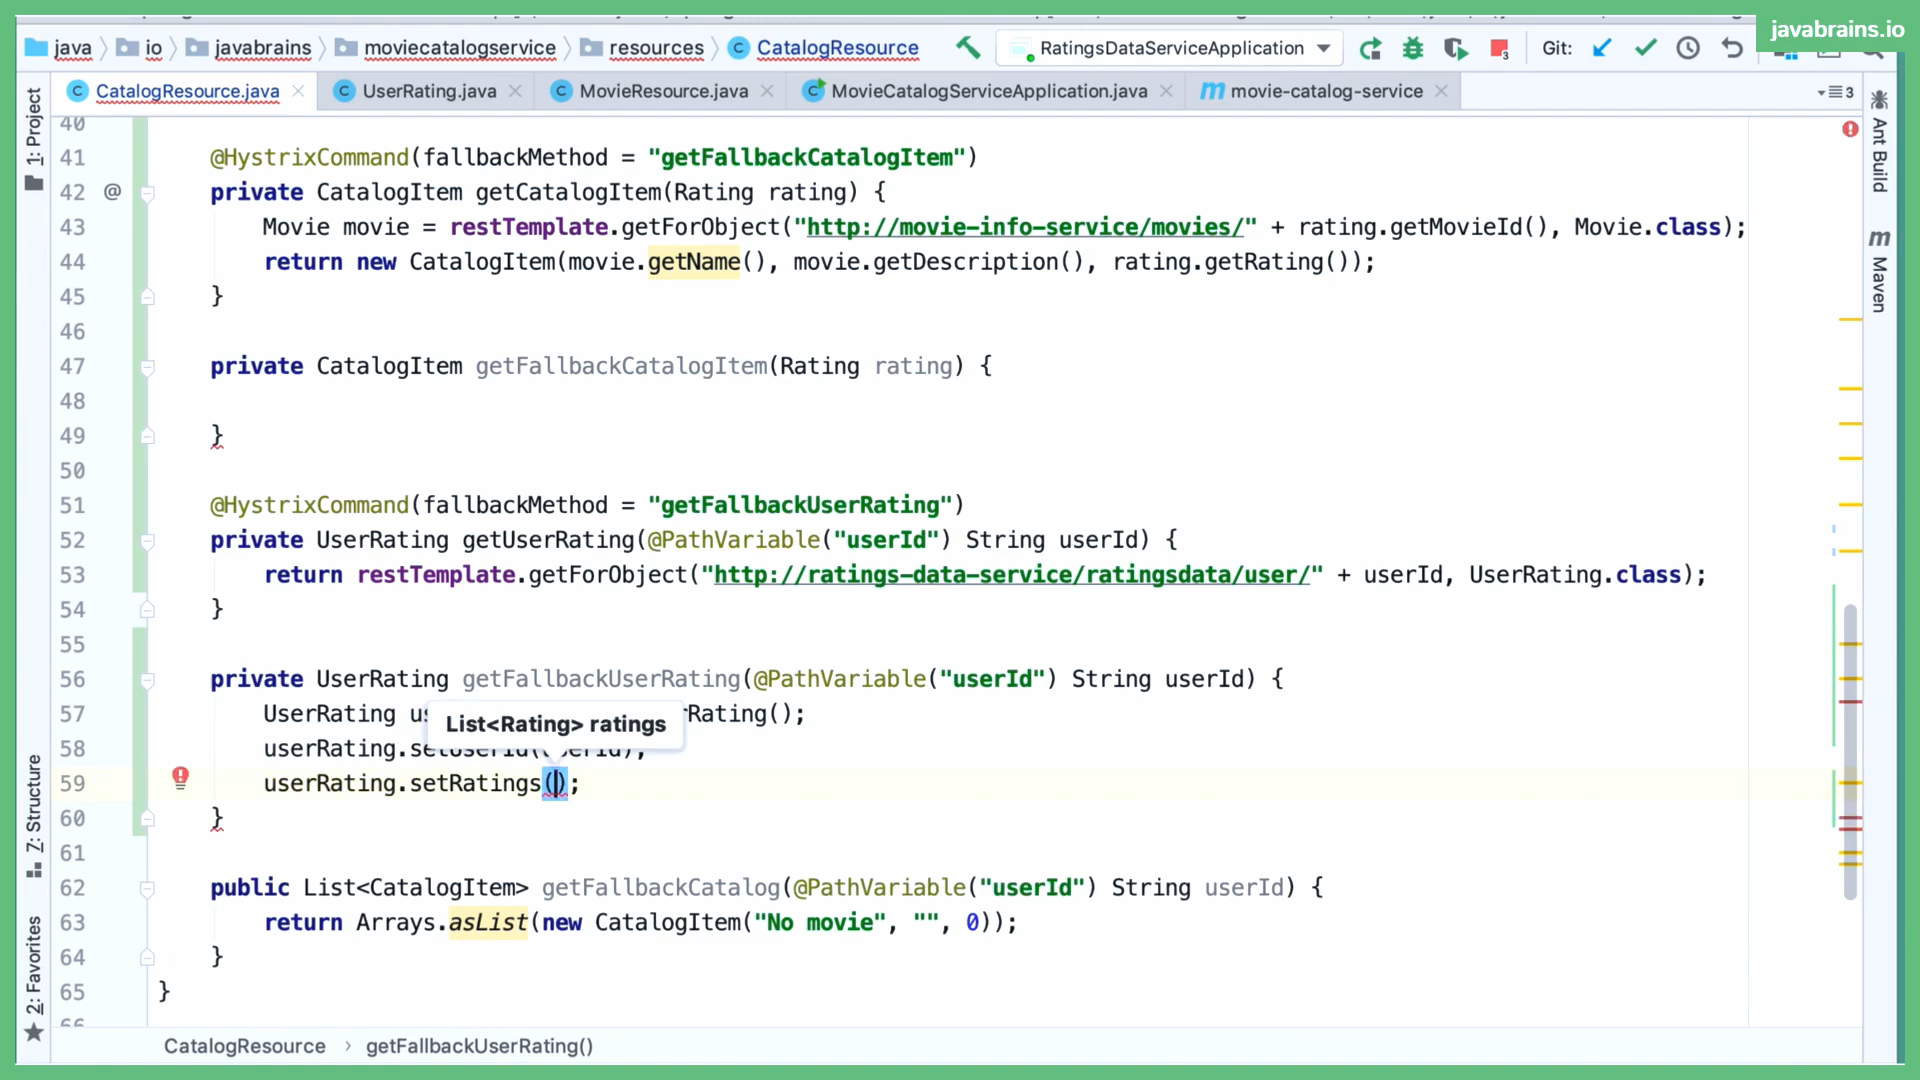 javabrains.io
java io javabrains moviecatalogservice resources CatalogResource RatingsDataServiceApplication 3 Git:
CatalogResource.java UserRating.java MovieResource.java MovieCatalogServiceApplication.java movie-catalog-service 3
1: Project
7: Structure
2: Favorites
Ant Build
Maven
40
41 @HystrixCommand(fallbackMethod = "getFallbackCatalogItem")
42 @ private CatalogItem getCatalogItem(Rating rating) {
43 Movie movie = restTemplate.getForObject("http://movie-info-service/movies/" + rating.getMovieId(), Movie.class);
44 return new CatalogItem(movie.getName(), movie.getDescription(), rating.getRating());
45 }
46
47 private CatalogItem getFallbackCatalogItem(Rating rating) {
48
49 }
50
51 @HystrixCommand(fallbackMethod = "getFallbackUserRating")
52 private UserRating getUserRating(@PathVariable("userId") String userId) {
53 return restTemplate.getForObject("http://ratings-data-service/ratingsdata/user/" + userId, UserRating.class);
54 }
55
56 private UserRating getFallbackUserRating(@PathVariable("userId") String userId) {
57 UserRating Rating();
List<Rating> ratings
58 userRating.setUserId(userId);
59 userRating.setRatings();
60 }
61
62 public List<CatalogItem> getFallbackCatalog(@PathVariable("userId") String userId) {
63 return Arrays.asList(new CatalogItem("No movie", "", 0));
64 }
65 }
66
CatalogResource › getFallbackUserRating()